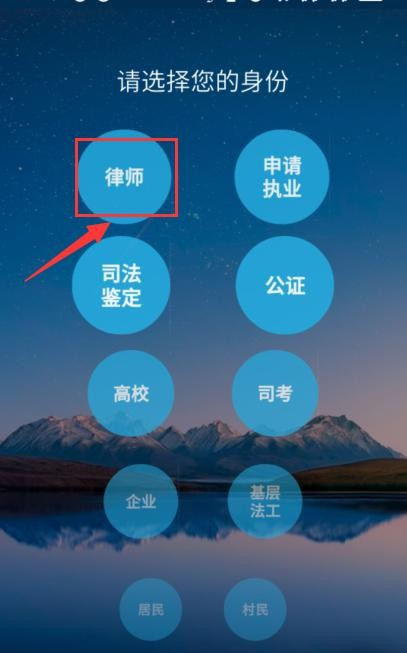 请选择您的身份
律师
申请
执业
司法
鉴定
公证
高校
司考
企业
基层
法工
居民
村民